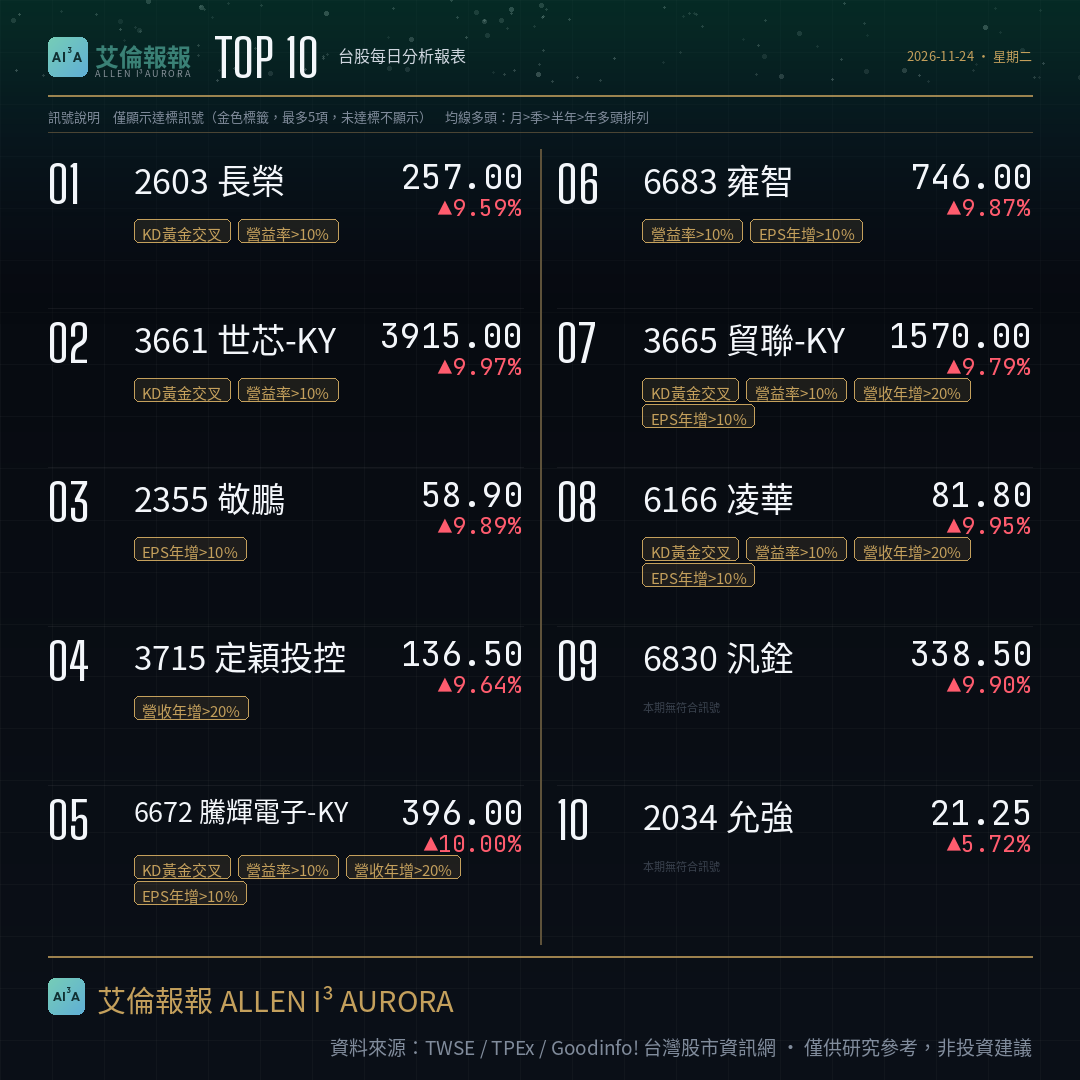 AI³A 艾倫報報 ALLEN I³AURORA TOP 10 台股每日分析報表 2026-11-24 · 星期二
訊號說明 僅顯示達標訊號（金色標籤，最多5項，未達標不顯示） 均線多頭：月>季>半年>年多頭排列
01 2603 長榮 257.00
▲9.59%
KD黃金交叉 營益率>10%
02 3661 世芯-KY 3915.00
▲9.97%
KD黃金交叉 營益率>10%
03 2355 敬鵬 58.90
▲9.89%
EPS年增>10%
04 3715 定穎投控 136.50
▲9.64%
營收年增>20%
05 6672 騰輝電子-KY 396.00
▲10.00%
KD黃金交叉 營益率>10% 營收年增>20%
EPS年增>10%
06 6683 雍智 746.00
▲9.87%
營益率>10% EPS年增>10%
07 3665 貿聯-KY 1570.00
▲9.79%
KD黃金交叉 營益率>10% 營收年增>20%
EPS年增>10%
08 6166 凌華 81.80
▲9.95%
KD黃金交叉 營益率>10% 營收年增>20%
EPS年增>10%
09 6830 汎銓 338.50
▲9.90%
本期無符合訊號
10 2034 允強 21.25
▲5.72%
本期無符合訊號
AI³A 艾倫報報 ALLEN I³ AURORA
資料來源：TWSE / TPEx / Goodinfo! 台灣股市資訊網 · 僅供研究參考，非投資建議